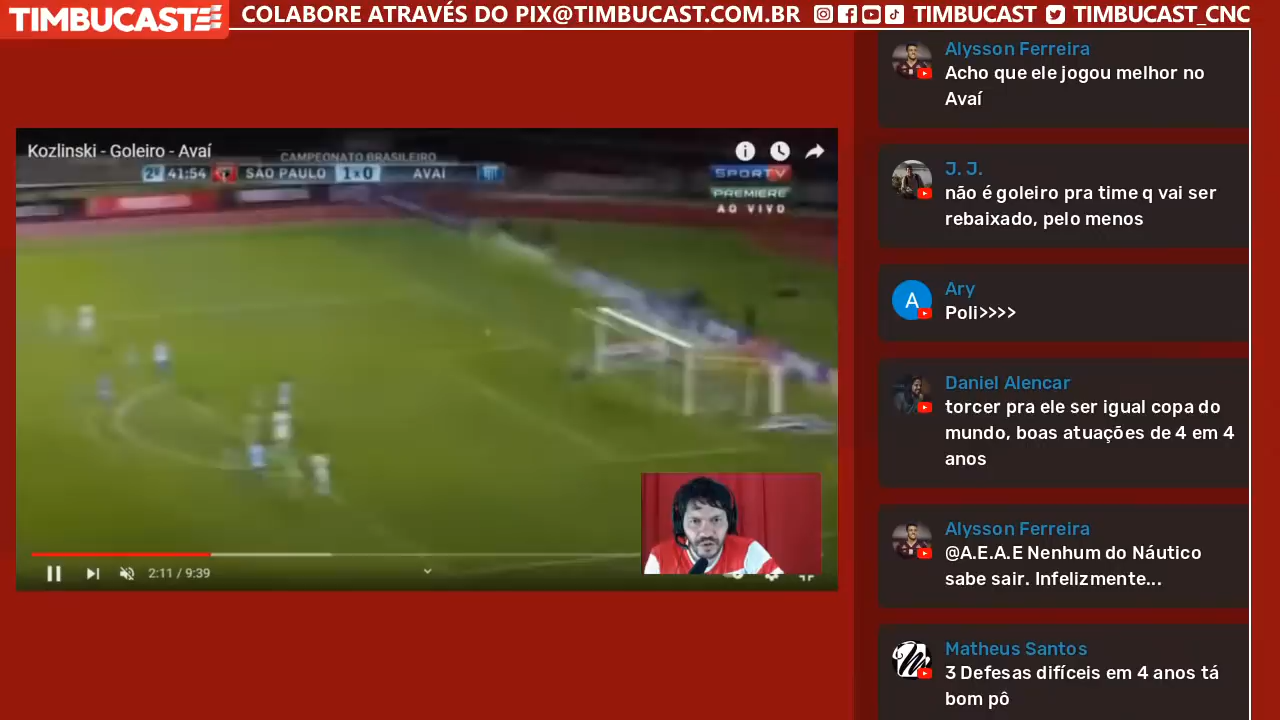 TIMBUCAST
COLABORE ATRAVÉS DO PIX@TIMBUCAST.COM.BR TIMBUCAST TIMBUCAST_CNC
Kozlinski - Goleiro - Avaí
CAMPEONATO BRASILEIRO
2º 41:54 SÃO PAULO 1x0 AVAÍ
SPORTV
PREMIERE
AO VIVO
2:11 / 9:39
Alysson Ferreira
Acho que ele jogou melhor no
Avaí
J. J.
não é goleiro pra time q vai ser
rebaixado, pelo menos
A
Ary
Poli>>>>
Daniel Alencar
torcer pra ele ser igual copa do
mundo, boas atuações de 4 em 4
anos
Alysson Ferreira
@A.E.A.E Nenhum do Náutico
sabe sair. Infelizmente...
Matheus Santos
3 Defesas difíceis em 4 anos tá
bom pô